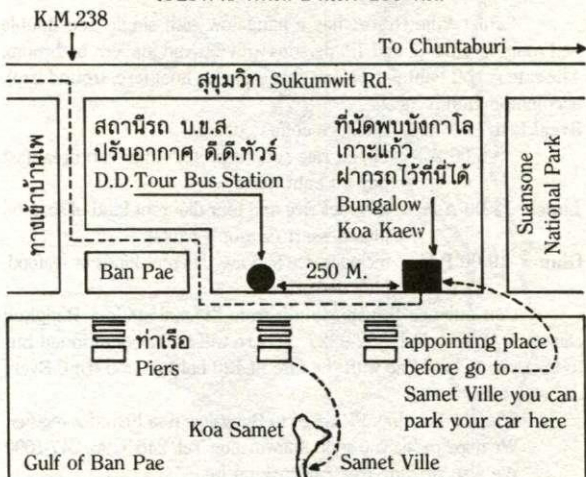 K.M.238
To Chuntaburi
สุขุมวิท Sukumwit Rd.
ทางเข้าบ้านเพ
สถานีรถ บ.ข.ส.
ปรับอากาศ ดี.ดี.ทัวร์
D.D.Tour Bus Station
ที่นัดพบบังกาโล
เกาะแก้ว
ฝากรถไว้ที่นี่ได้
Bungalow
Koa Kaew
Suansone
National Park
Ban Pae
250 M.
ท่าเรือ
Piers
appointing place
before go to
Samet Ville you can
park your car here
Koa Samet
Gulf of Ban Pae
Samet Ville